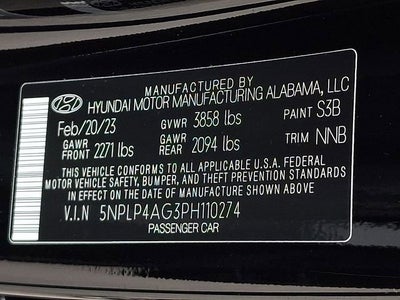 MANUFACTURED BY
HYUNDAI MOTOR MANUFACTURING ALABAMA, LLC
Feb/20/23 GVWR 3858 lbs PAINT S3B
GAWR FRONT 2271 lbs GAWR REAR 2094 lbs TRIM NNB
THIS VEHICLE CONFORMS TO ALL APPLICABLE U.S.A. FEDERAL
MOTOR VEHICLE SAFETY, BUMPER, AND THEFT PREVENTION STANDARDS
IN EFFECT ON THE DATE OF MANUFACTURE SHOWN ABOVE.
V.I.N 5NPLP4AG3PH110274
PASSENGER CAR